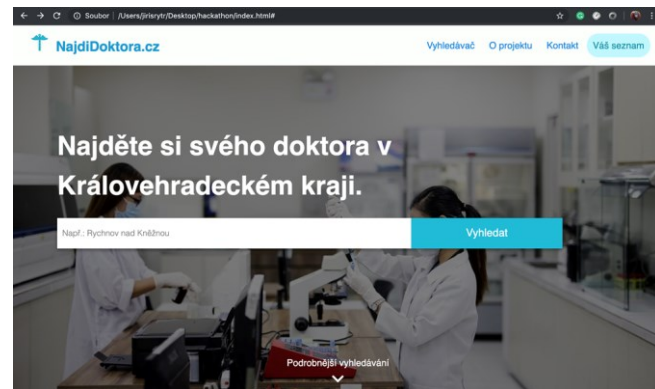 Soubor | /Users/jirisrytr/Desktop/hackathon/index.html#
NajdiDoktora.cz
Vyhledávač O projektu Kontakt Váš seznam
Najděte si svého doktora v
Královehradeckém kraji.
Např.: Rychnov nad Kněžnou
Vyhledat
Podrobnější vyhledávání